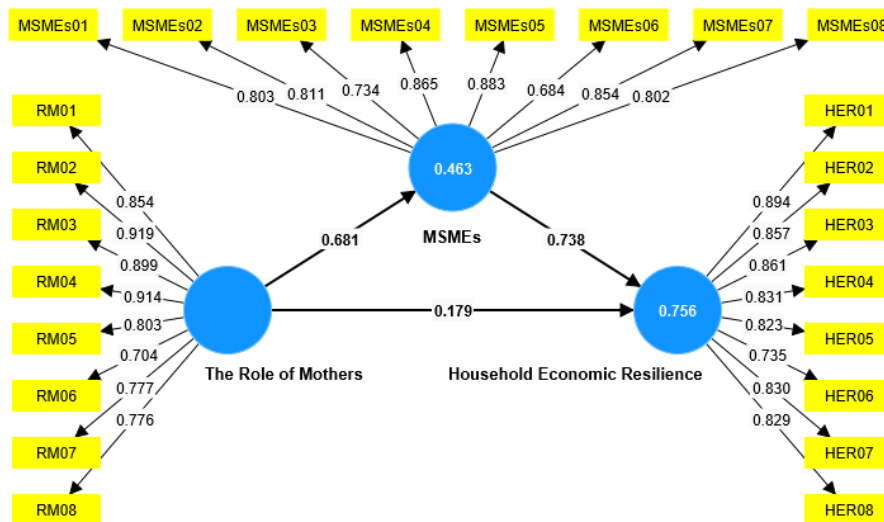 MSMEs01 MSMEs02 MSMEs03 MSMEs04 MSMEs05 MSMEs06 MSMEs07 MSMEs08
0.803 0.811 0.734 0.865 0.883 0.684 0.854 0.802
RM01
RM02
RM03
RM04
RM05
RM06
RM07
RM08
0.854
0.919
0.899
0.914
0.803
0.704
0.777
0.776
0.463
MSMEs
0.681
0.738
0.179
The Role of Mothers
0.756
Household Economic Resilience
0.894
0.857
0.861
0.831
0.823
0.735
0.830
0.829
HER01
HER02
HER03
HER04
HER05
HER06
HER07
HER08